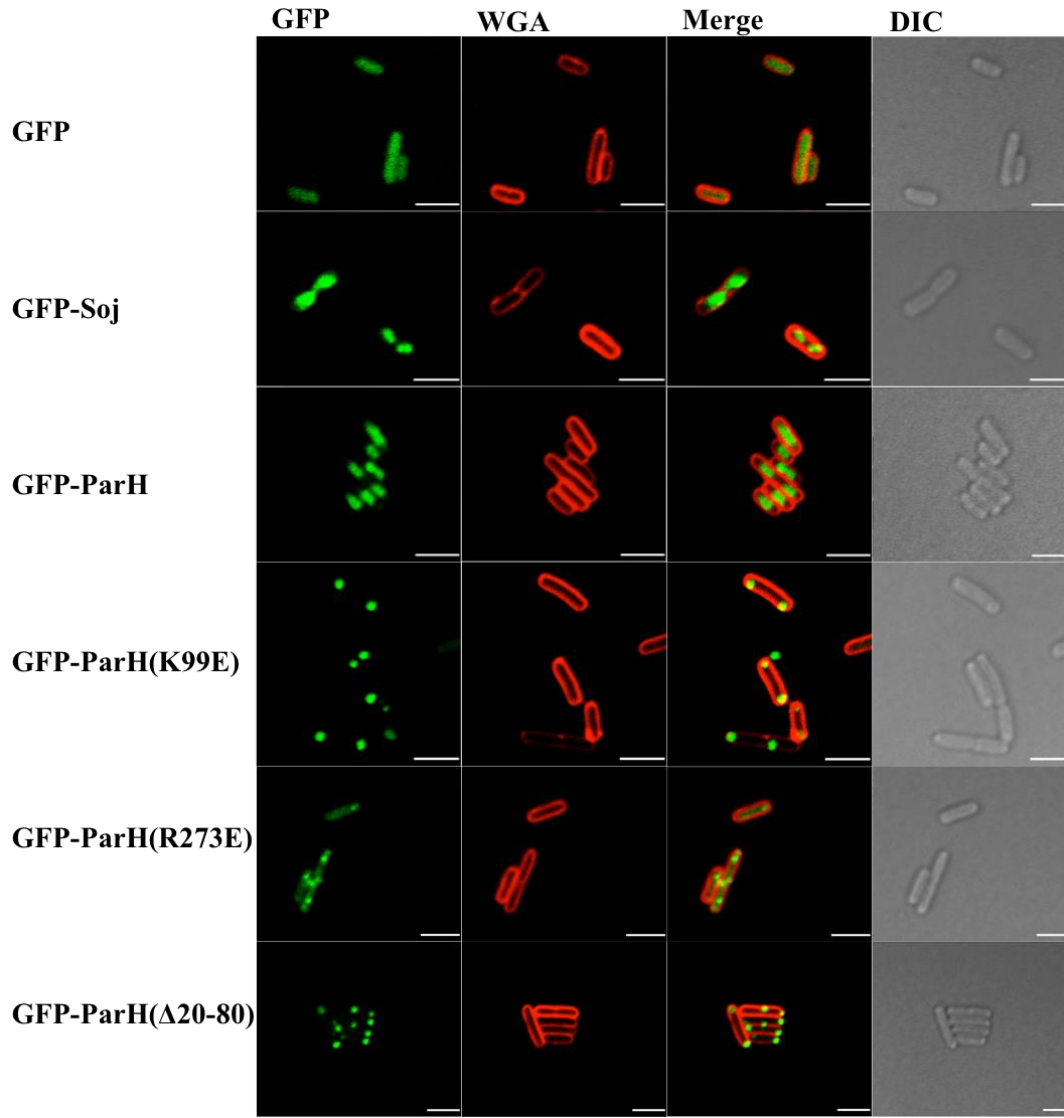 GFP WGA Merge DIC
GFP
GFP-Soj
GFP-ParH
GFP-ParH(K99E)
GFP-ParH(R273E)
GFP-ParH(Δ20-80)